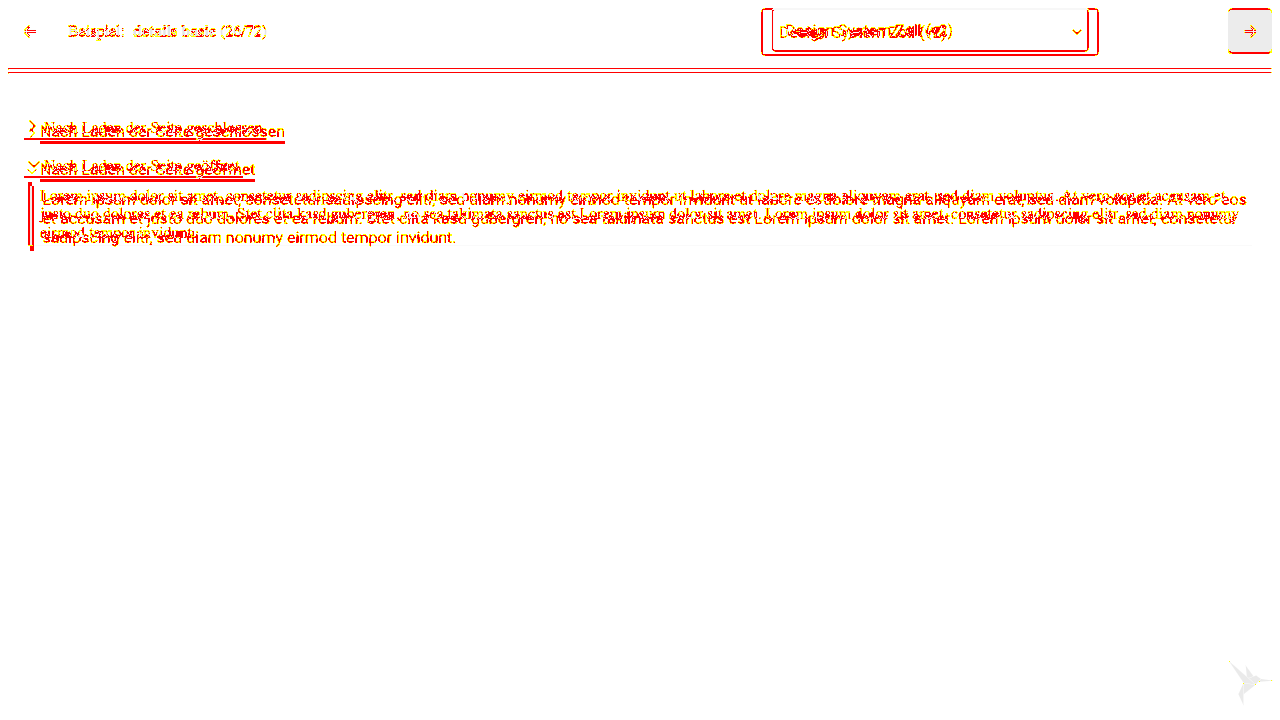 Beispiel: details basic (26/72)
Design System Zoll (v2)
Nach Laden der Seite geschlossen
Nach Laden der Seite geöffnet
Lorem ipsum dolor sit amet, consetetur sadipscing elitr, sed diam nonumy eirmod tempor invidunt ut labore et dolore magna aliquyam erat, sed diam voluptua. At vero eos
et accusam et justo duo dolores et ea rebum. Stet clita kasd gubergren, no sea takimata sanctus est Lorem ipsum dolor sit amet. Lorem ipsum dolor sit amet, consetetur
sadipscing elitr, sed diam nonumy eirmod tempor invidunt.